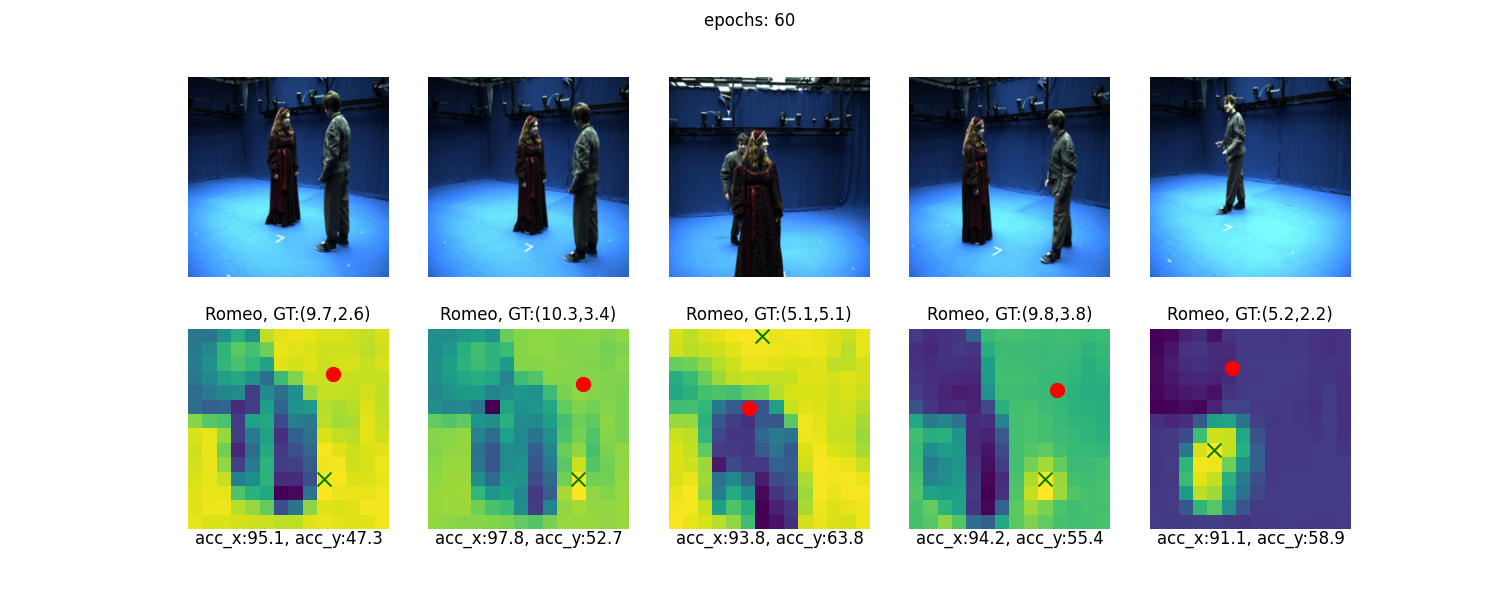 epochs: 60
Romeo, GT:(9.7,2.6)
Romeo, GT:(10.3,3.4)
Romeo, GT:(5.1,5.1)
Romeo, GT:(9.8,3.8)
Romeo, GT:(5.2,2.2)
acc_x:95.1, acc_y:47.3
acc_x:97.8, acc_y:52.7
acc_x:93.8, acc_y:63.8
acc_x:94.2, acc_y:55.4
acc_x:91.1, acc_y:58.9